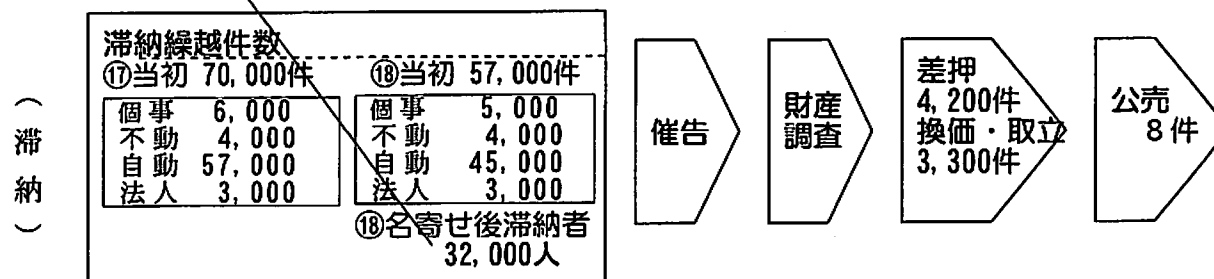 （滞納）
滞納繰越件数
⑰当初 70,000件
個事 6,000
不動 4,000
自動 57,000
法人 3,000
⑱当初 57,000件
個事 5,000
不動 4,000
自動 45,000
法人 3,000
⑱名寄せ後滞納者
32,000人
催告
財産
調査
差押
4,200件
換価・取立
3,300件
公売
8件